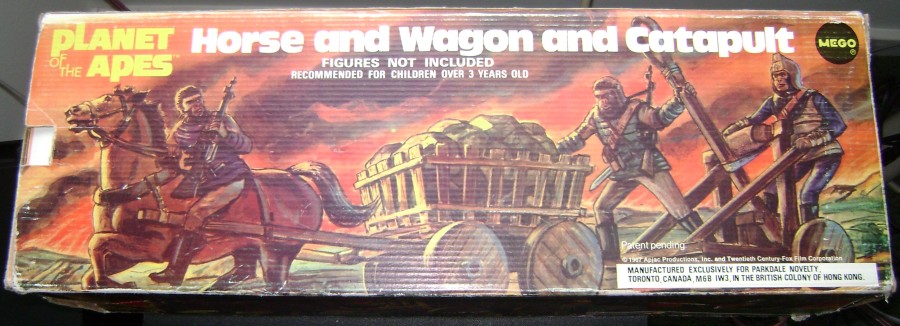 PLANET
OF THE APES™
Horse and Wagon and Catapult
MEGO
®
FIGURES NOT INCLUDED
RECOMMENDED FOR CHILDREN OVER 3 YEARS OLD
Patent pending.
© 1967 Apjac Productions, Inc. and Twentieth Century-Fox Film Corporation
MANUFACTURED EXCLUSIVELY FOR PARKDALE NOVELTY,
TORONTO, CANADA, M6B 1W3, IN THE BRITISH COLONY OF HONG KONG.